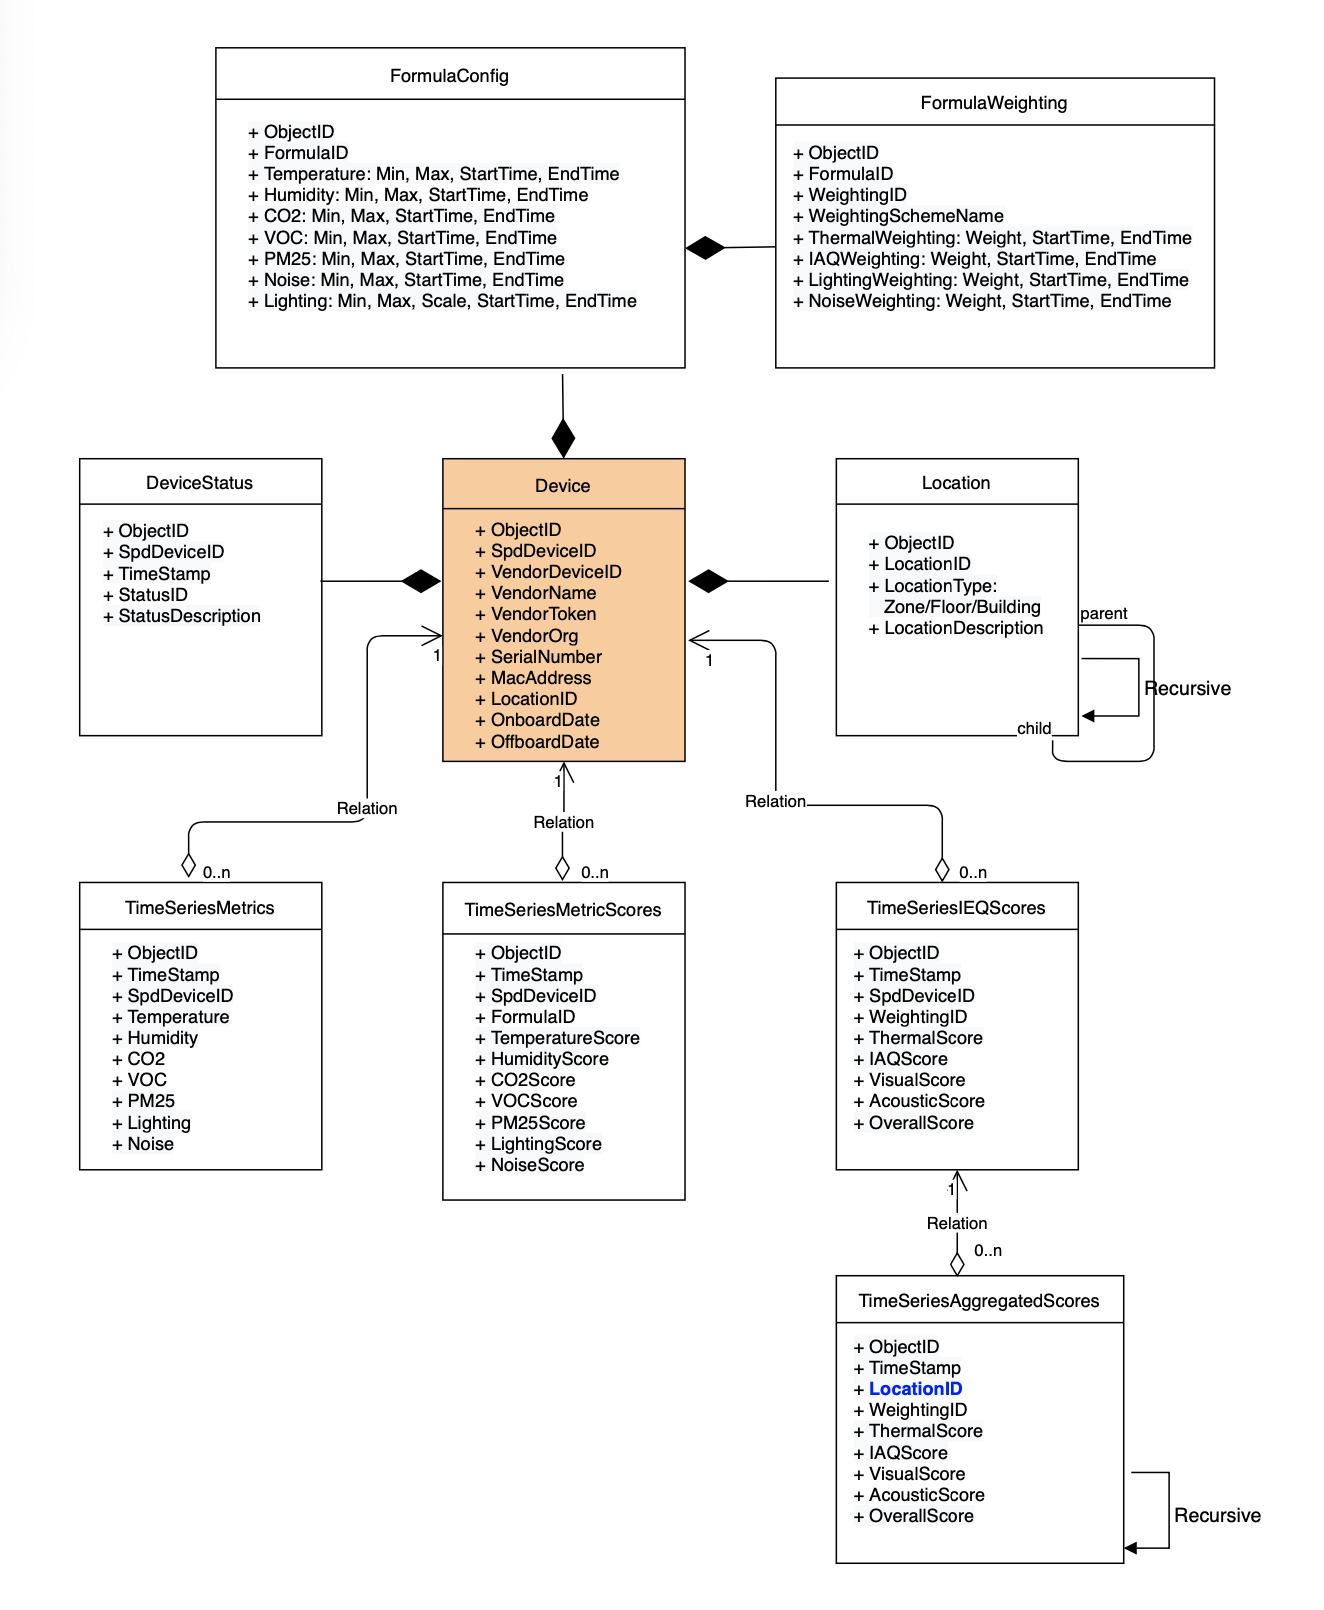 FormulaConfig
+ ObjectID
+ FormulaID
+ Temperature: Min, Max, StartTime, EndTime
+ Humidity: Min, Max, StartTime, EndTime
+ CO2: Min, Max, StartTime, EndTime
+ VOC: Min, Max, StartTime, EndTime
+ PM25: Min, Max, StartTime, EndTime
+ Noise: Min, Max, StartTime, EndTime
+ Lighting: Min, Max, Scale, StartTime, EndTime
FormulaWeighting
+ ObjectID
+ FormulaID
+ WeightingID
+ WeightingSchemeName
+ ThermalWeighting: Weight, StartTime, EndTime
+ IAQWeighting: Weight, StartTime, EndTime
+ LightingWeighting: Weight, StartTime, EndTime
+ NoiseWeighting: Weight, StartTime, EndTime
DeviceStatus
+ ObjectID
+ SpdDeviceID
+ TimeStamp
+ StatusID
+ StatusDescription
Device
+ ObjectID
+ SpdDeviceID
+ VendorDeviceID
+ VendorName
+ VendorToken
+ VendorOrg
+ SerialNumber
+ MacAddress
+ LocationID
+ OnboardDate
+ OffboardDate
Location
+ ObjectID
+ LocationID
+ LocationType:
Zone/Floor/Building
+ LocationDescription
parent
Recursive
child
1
1
1
Relation
Relation
Relation
0..n
0..n
0..n
TimeSeriesMetrics
+ ObjectID
+ TimeStamp
+ SpdDeviceID
+ Temperature
+ Humidity
+ CO2
+ VOC
+ PM25
+ Lighting
+ Noise
TimeSeriesMetricScores
+ ObjectID
+ TimeStamp
+ SpdDeviceID
+ FormulaID
+ TemperatureScore
+ HumidityScore
+ CO2Score
+ VOCScore
+ PM25Score
+ LightingScore
+ NoiseScore
TimeSeriesIEQScores
+ ObjectID
+ TimeStamp
+ SpdDeviceID
+ WeightingID
+ ThermalScore
+ IAQScore
+ VisualScore
+ AcousticScore
+ OverallScore
1
Relation
0..n
TimeSeriesAggregatedScores
+ ObjectID
+ TimeStamp
+ LocationID
+ WeightingID
+ ThermalScore
+ IAQScore
+ VisualScore
+ AcousticScore
+ OverallScore
Recursive